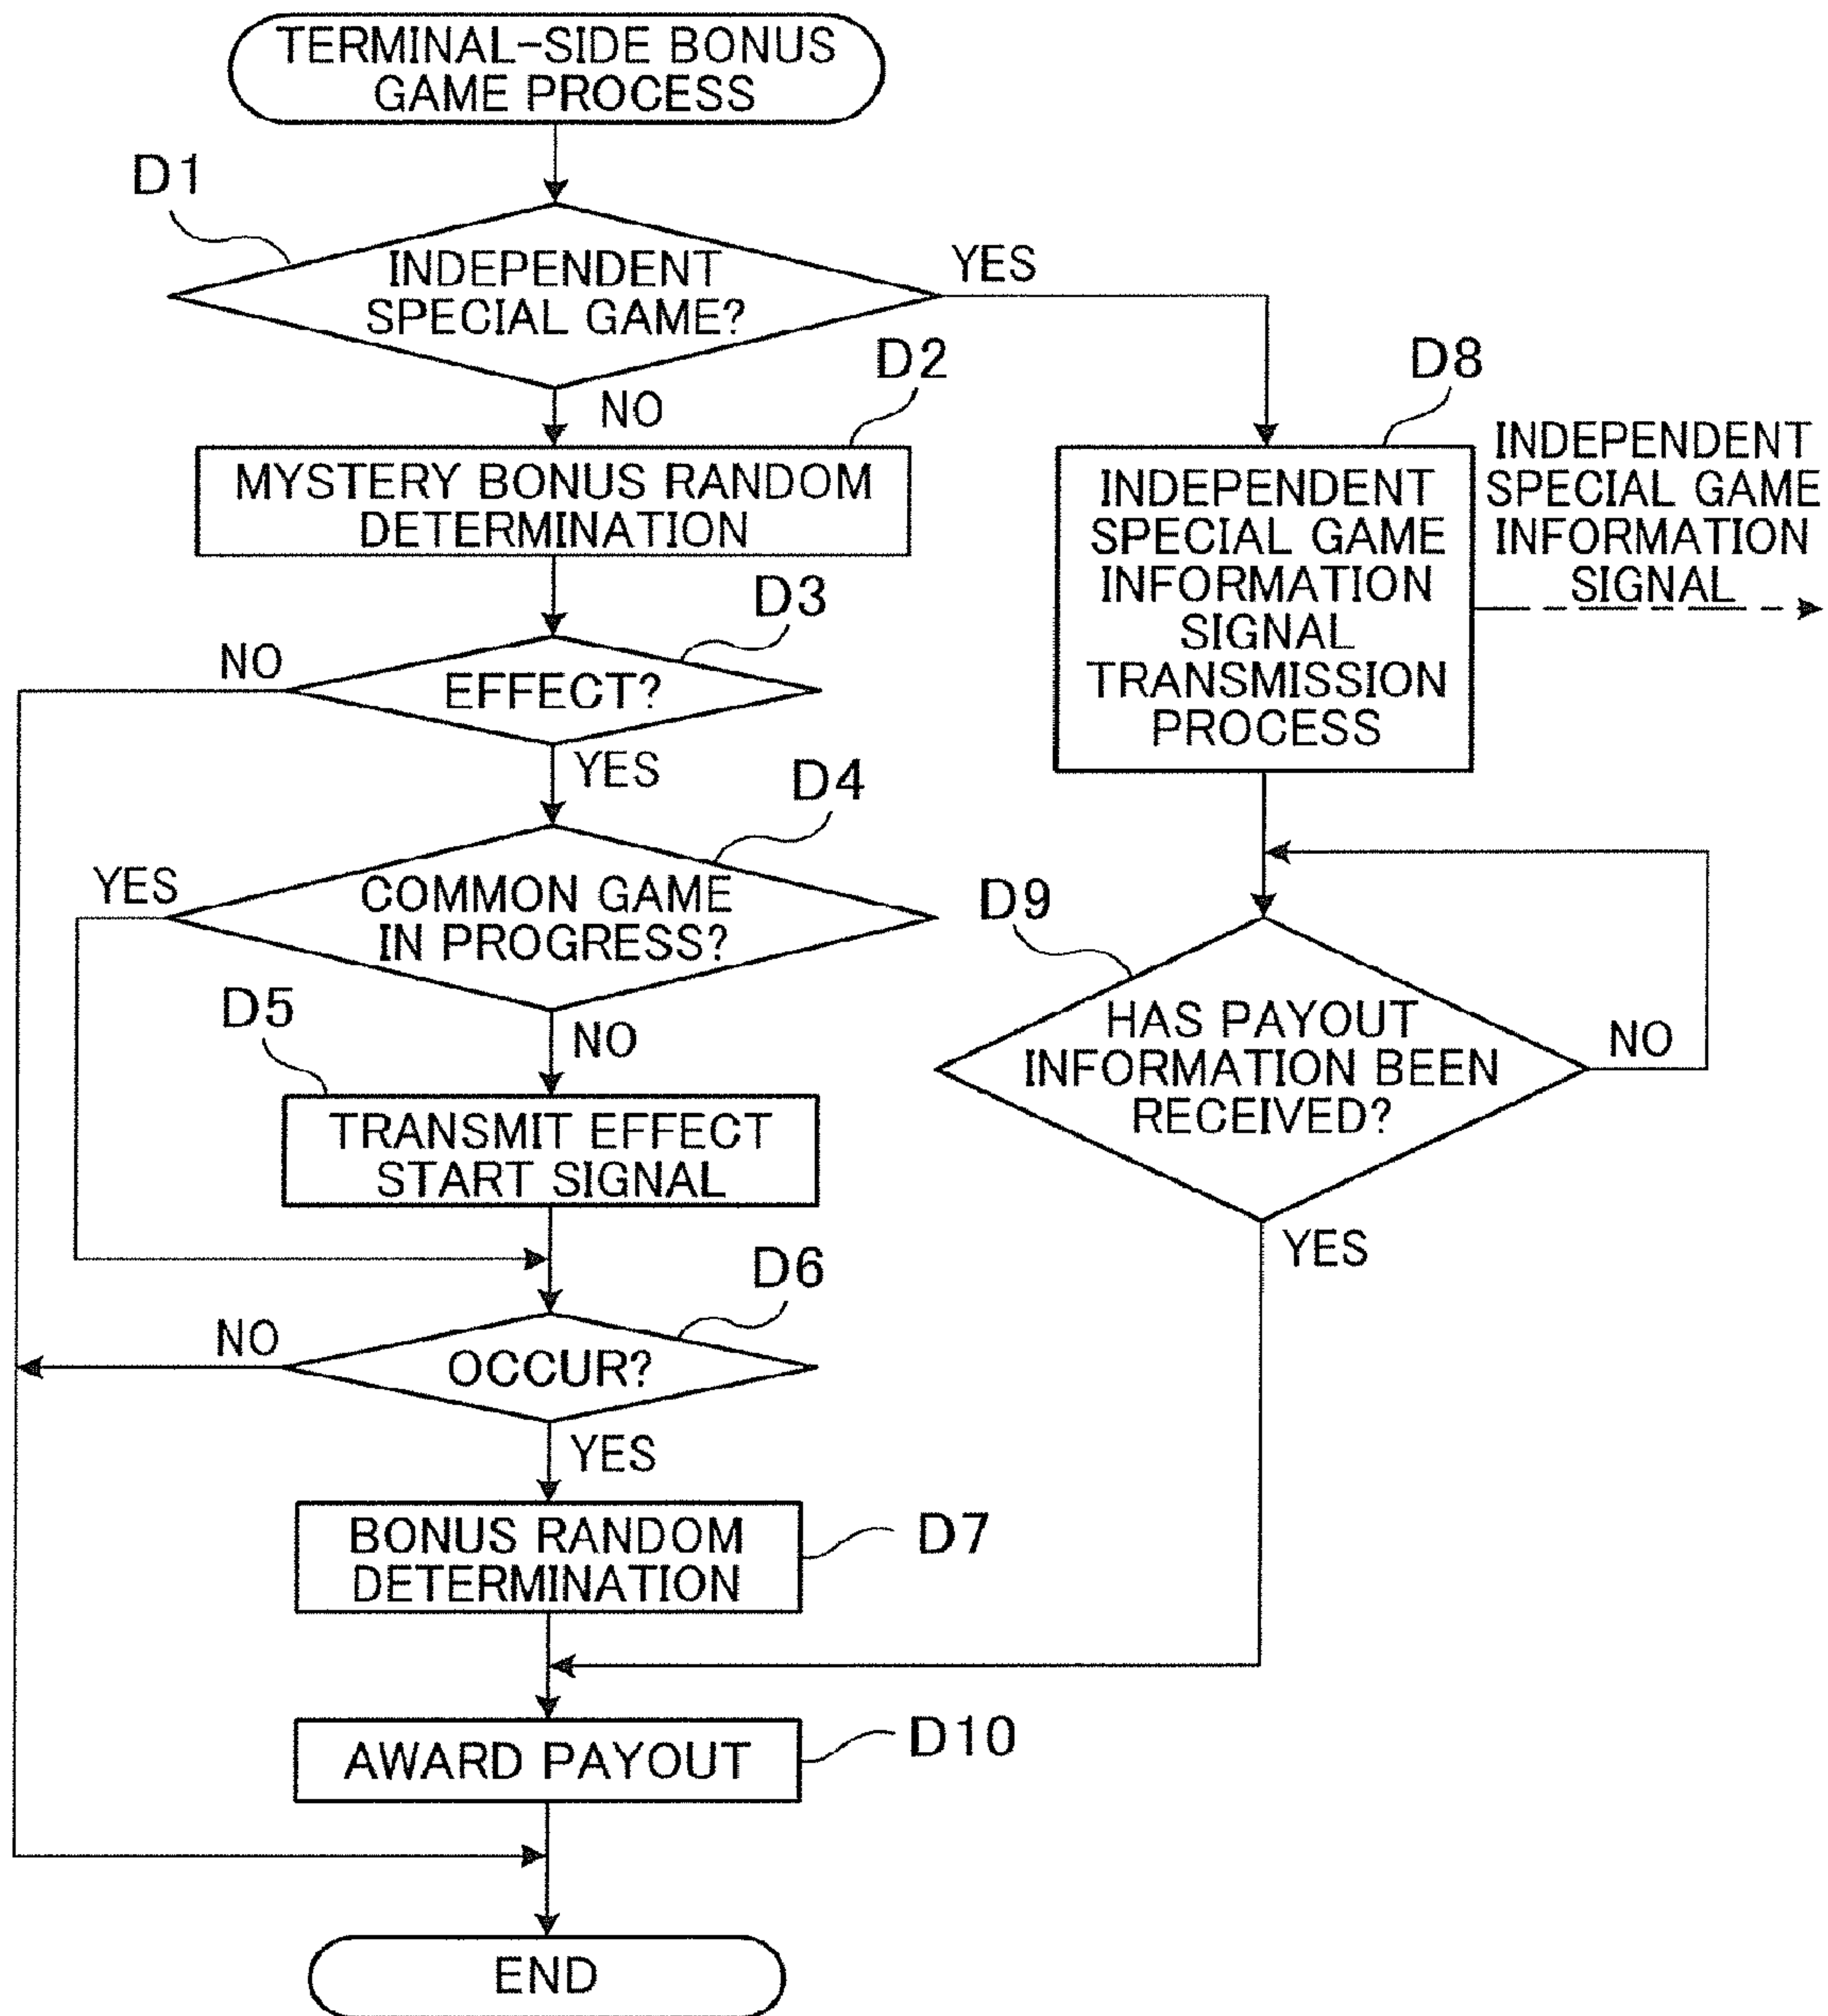 TERMINAL-SIDE BONUS
GAME PROCESS
D1
INDEPENDENT
SPECIAL GAME?
YES
NO
D2
MYSTERY BONUS RANDOM
DETERMINATION
D3
EFFECT?
NO
YES
D4
COMMON GAME
IN PROGRESS?
YES
NO
D5
TRANSMIT EFFECT
START SIGNAL
D6
OCCUR?
NO
YES
BONUS RANDOM
DETERMINATION
D7
D8
INDEPENDENT
SPECIAL GAME
INFORMATION
SIGNAL
TRANSMISSION
PROCESS
INDEPENDENT
SPECIAL GAME
INFORMATION
SIGNAL
D9
HAS PAYOUT
INFORMATION BEEN
RECEIVED?
NO
YES
AWARD PAYOUT
D10
END